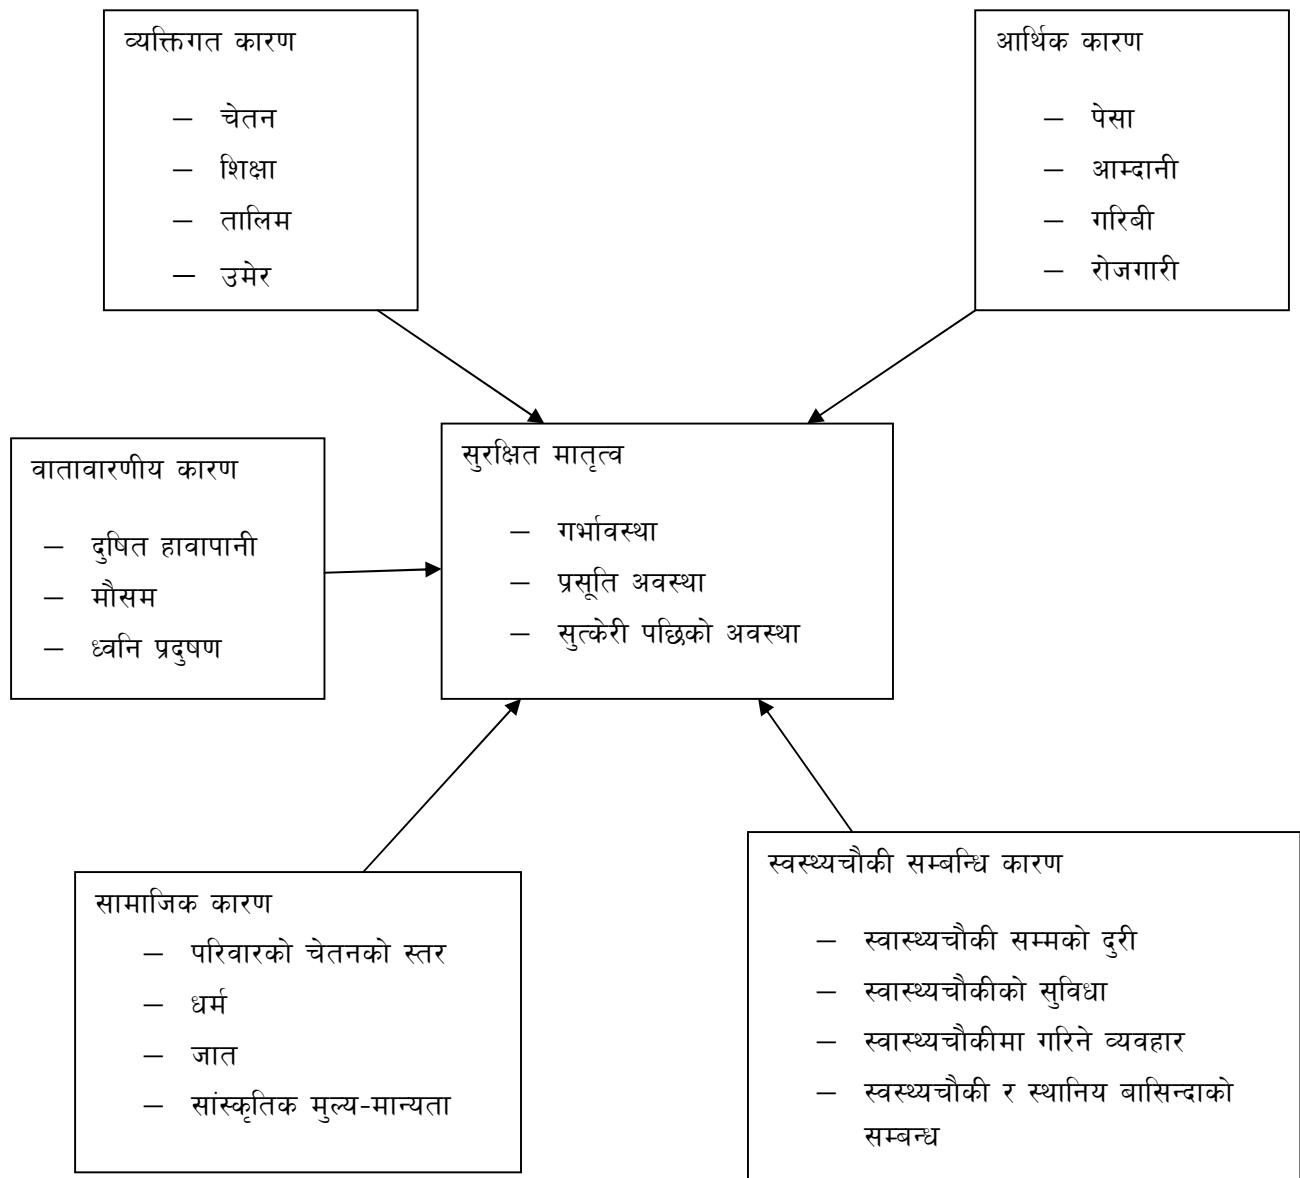 व्यक्तिगत कारण
– चेतन
– शिक्षा
– तालिम
– उमेर
आर्थिक कारण
– पेसा
– आम्दानी
– गरिबी
– रोजगारी
वातावारणीय कारण
– दुषित हावापानी
– मौसम
– ध्वनि प्रदुषण
सुरक्षित मातृत्व
– गर्भावस्था
– प्रसूति अवस्था
– सुत्केरी पछिको अवस्था
सामाजिक कारण
– परिवारको चेतनको स्तर
– धर्म
– जात
– सांस्कृतिक मुल्य-मान्यता
स्वस्थ्यचौकी सम्बन्धि कारण
– स्वास्थ्यचौकी सम्मको दुरी
– स्वास्थ्यचौकीको सुविधा
– स्वास्थ्यचौकीमा गरिने व्यवहार
– स्वस्थ्यचौकी र स्थानिय बासिन्दाको
सम्बन्ध